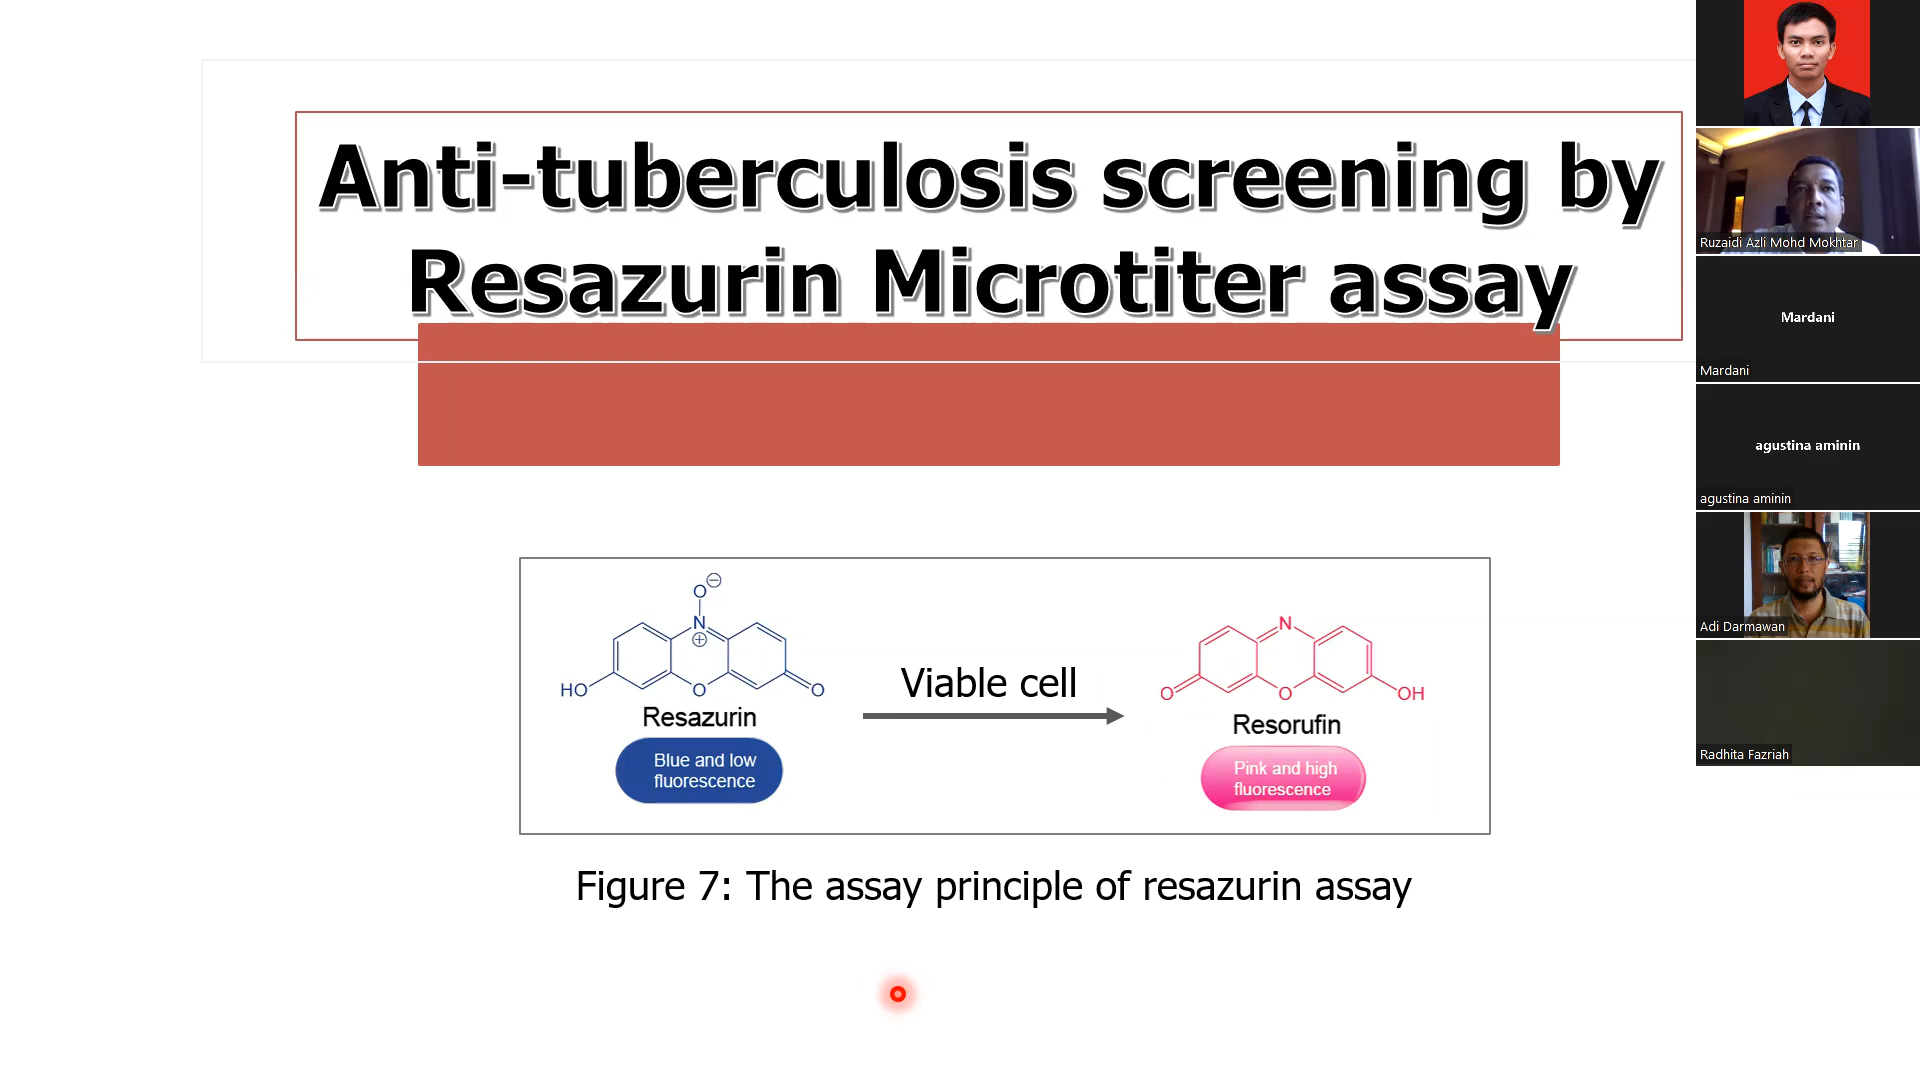 Anti-tuberculosis screening by
Resazurin Microtiter assay
O
⊖
N
⊕
HO
O
O
Resazurin
Blue and low
fluorescence
Viable cell
N
O
O
OH
Resorufin
Pink and high
fluorescence
Figure 7: The assay principle of resazurin assay
Ruzaidi Azli Mohd Mokhtar
Mardani
Mardani
agustina aminin
agustina aminin
Adi Darmawan
Radhita Fazriah